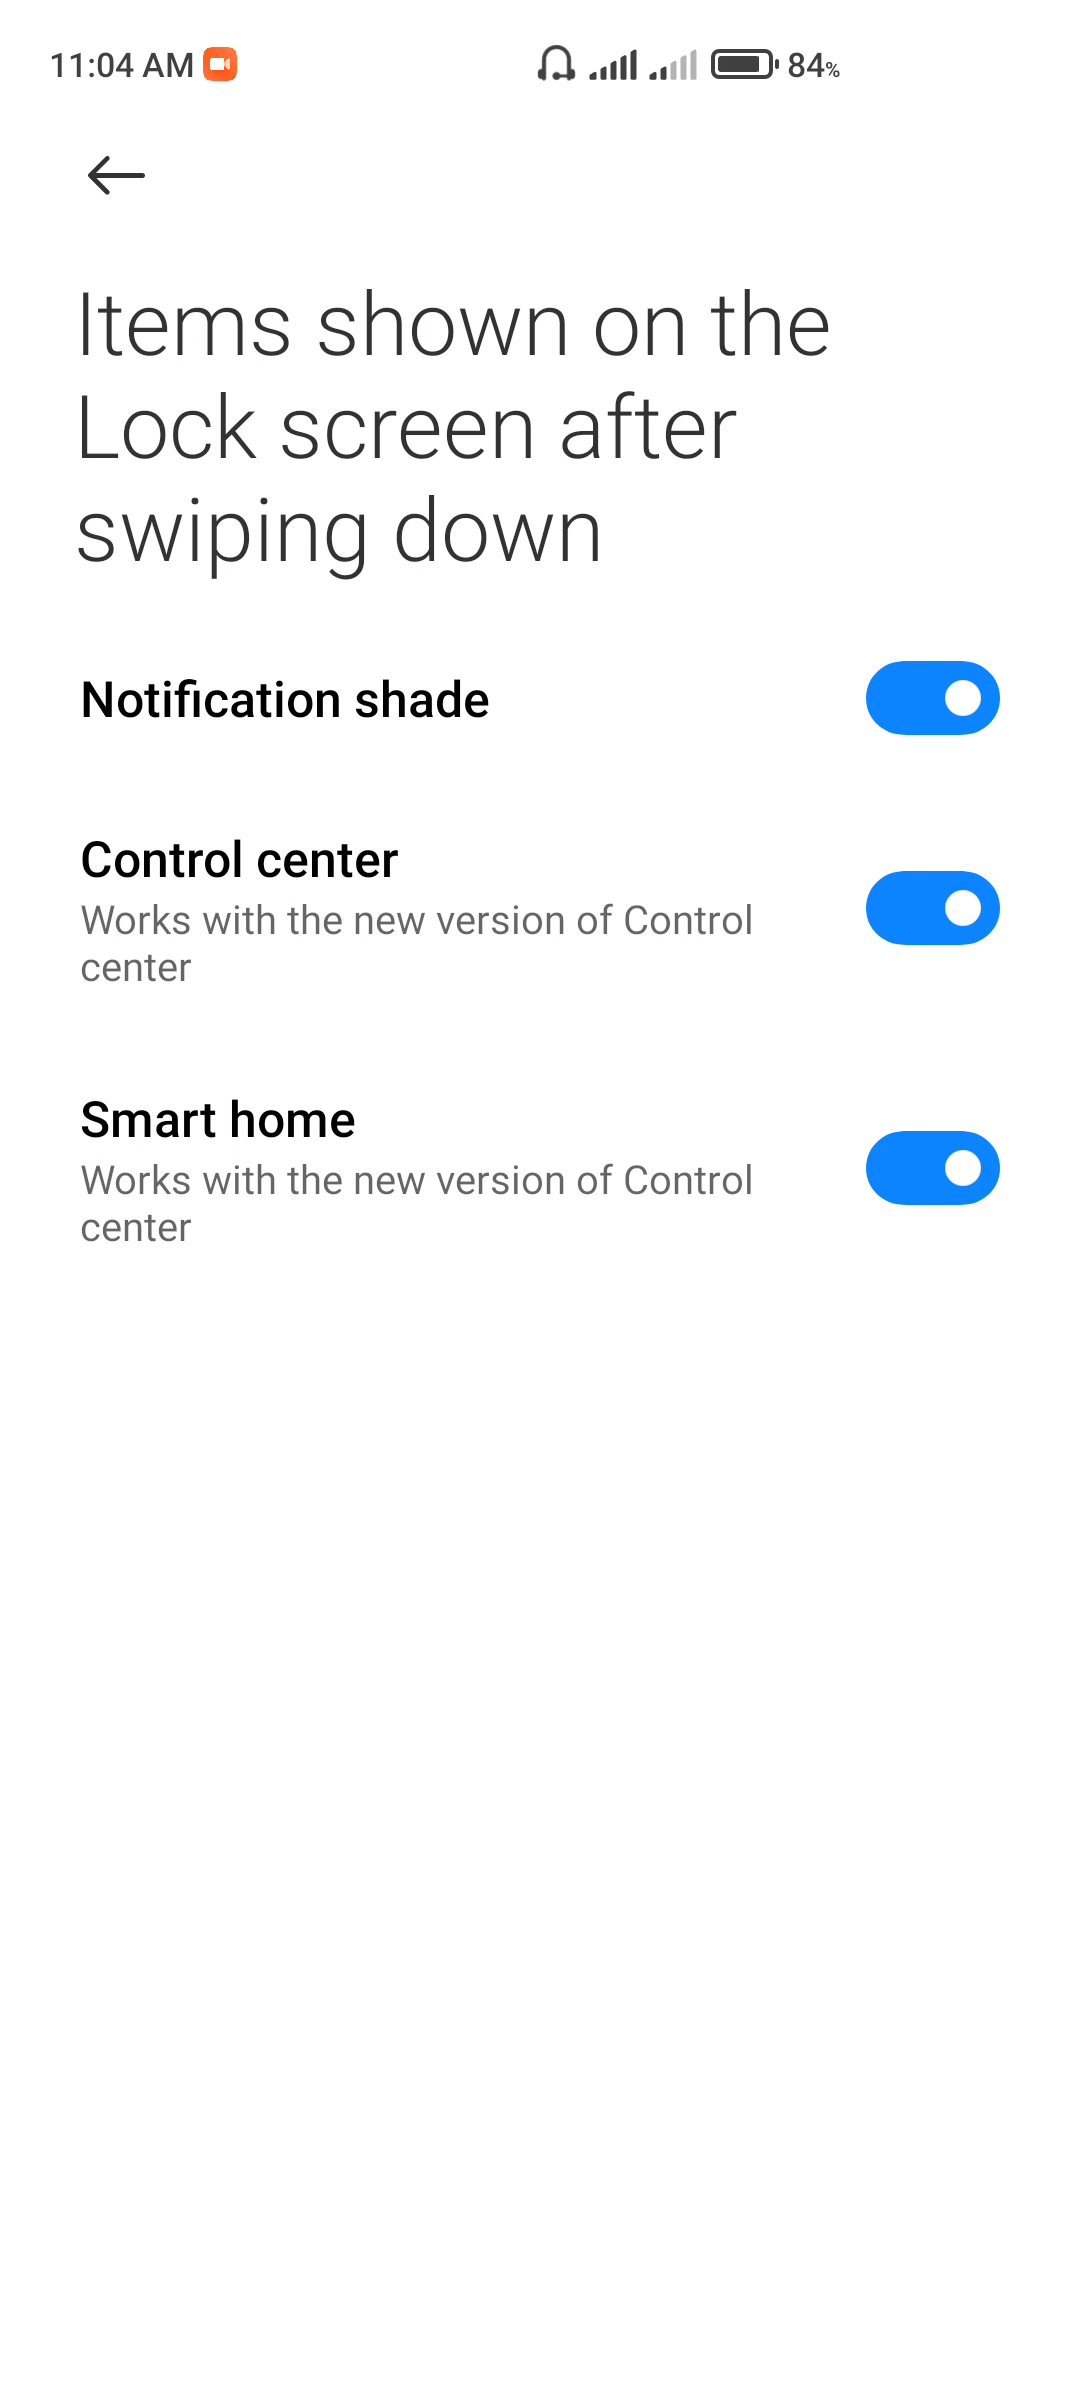 11:04 AM 84%
Items shown on the
Lock screen after
swiping down
Notification shade
Control center
Works with the new version of Control
center
Smart home
Works with the new version of Control
center